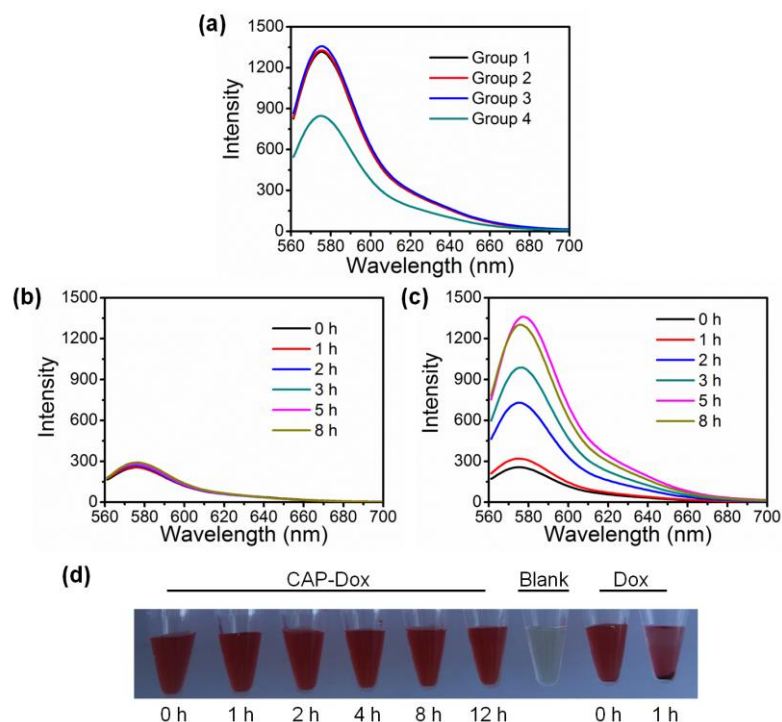 (a)
1500
1200
900
600
300
0
Intensity
560 580 600 620 640 660 680 700
Wavelength (nm)
Group 1
Group 2
Group 3
Group 4
(b)
1500
1200
900
600
300
0
Intensity
560 580 600 620 640 660 680 700
Wavelength (nm)
0 h
1 h
2 h
3 h
5 h
8 h
(c)
1500
1200
900
600
300
0
Intensity
560 580 600 620 640 660 680 700
Wavelength (nm)
0 h
1 h
2 h
3 h
5 h
8 h
(d)
CAP-Dox Blank Dox
0 h 1 h 2 h 4 h 8 h 12 h 0 h 1 h